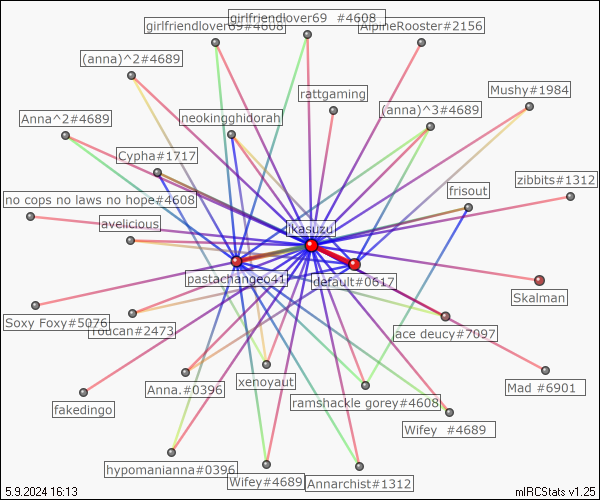 girlfriendlover69 #4608
girlfriendlover69#4608
AlpineRooster#2156
(anna)^2#4689
rattgaming
Mushy#1984
Anna^2#4689
neokingghidorah
(anna)^3#4689
Cypha#1717
zibbits#1312
frisout
no cops no laws no hope#4608
avelicious
jkasuzu
pastachangeo41
default#0617
Skalman
Soxy Foxy#5076
Toucan#2473
ace deucy#7097
Anna.#0396
xenoyaut
Mad #6901
fakedingo
ramshackle gorey#4608
Wifey #4689
hypomanianna#0396
Wifey#4689
Annarchist#1312
5.9.2024 16:13
mIRCStats v1.25